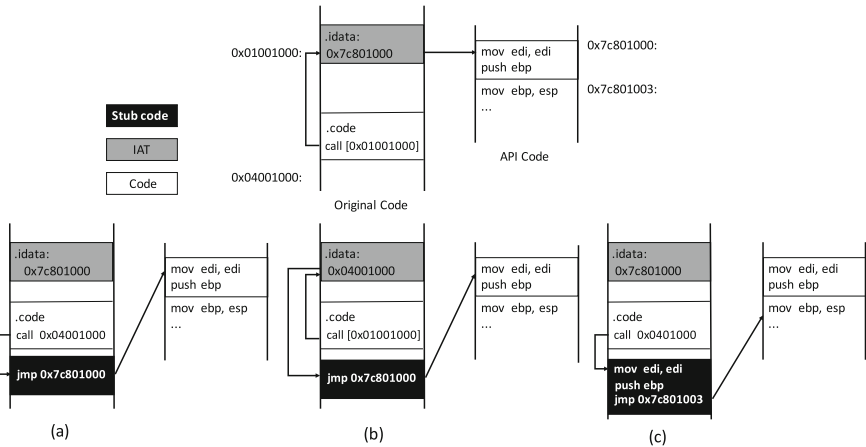 .idata:
0x01001000:
0x7c801000
mov edi, edi
push ebp
0x7c801000:
mov ebp, esp
...
0x7c801003:
Stub code
IAT
Code
.code
call [0x01001000]
API Code
0x04001000:
Original Code
.idata:
0x7c801000
mov edi, edi
push ebp
mov ebp, esp
...
.code
call 0x04001000
jmp 0x7c801000
(a)
.idata:
0x04001000
mov edi, edi
push ebp
mov ebp, esp
...
.code
call [0x01001000]
jmp 0x7c801000
(b)
.idata:
0x7c801000
mov edi, edi
push ebp
mov ebp, esp
...
.code
call 0x0401000
mov edi, edi
push ebp
jmp 0x7c801003
(c)